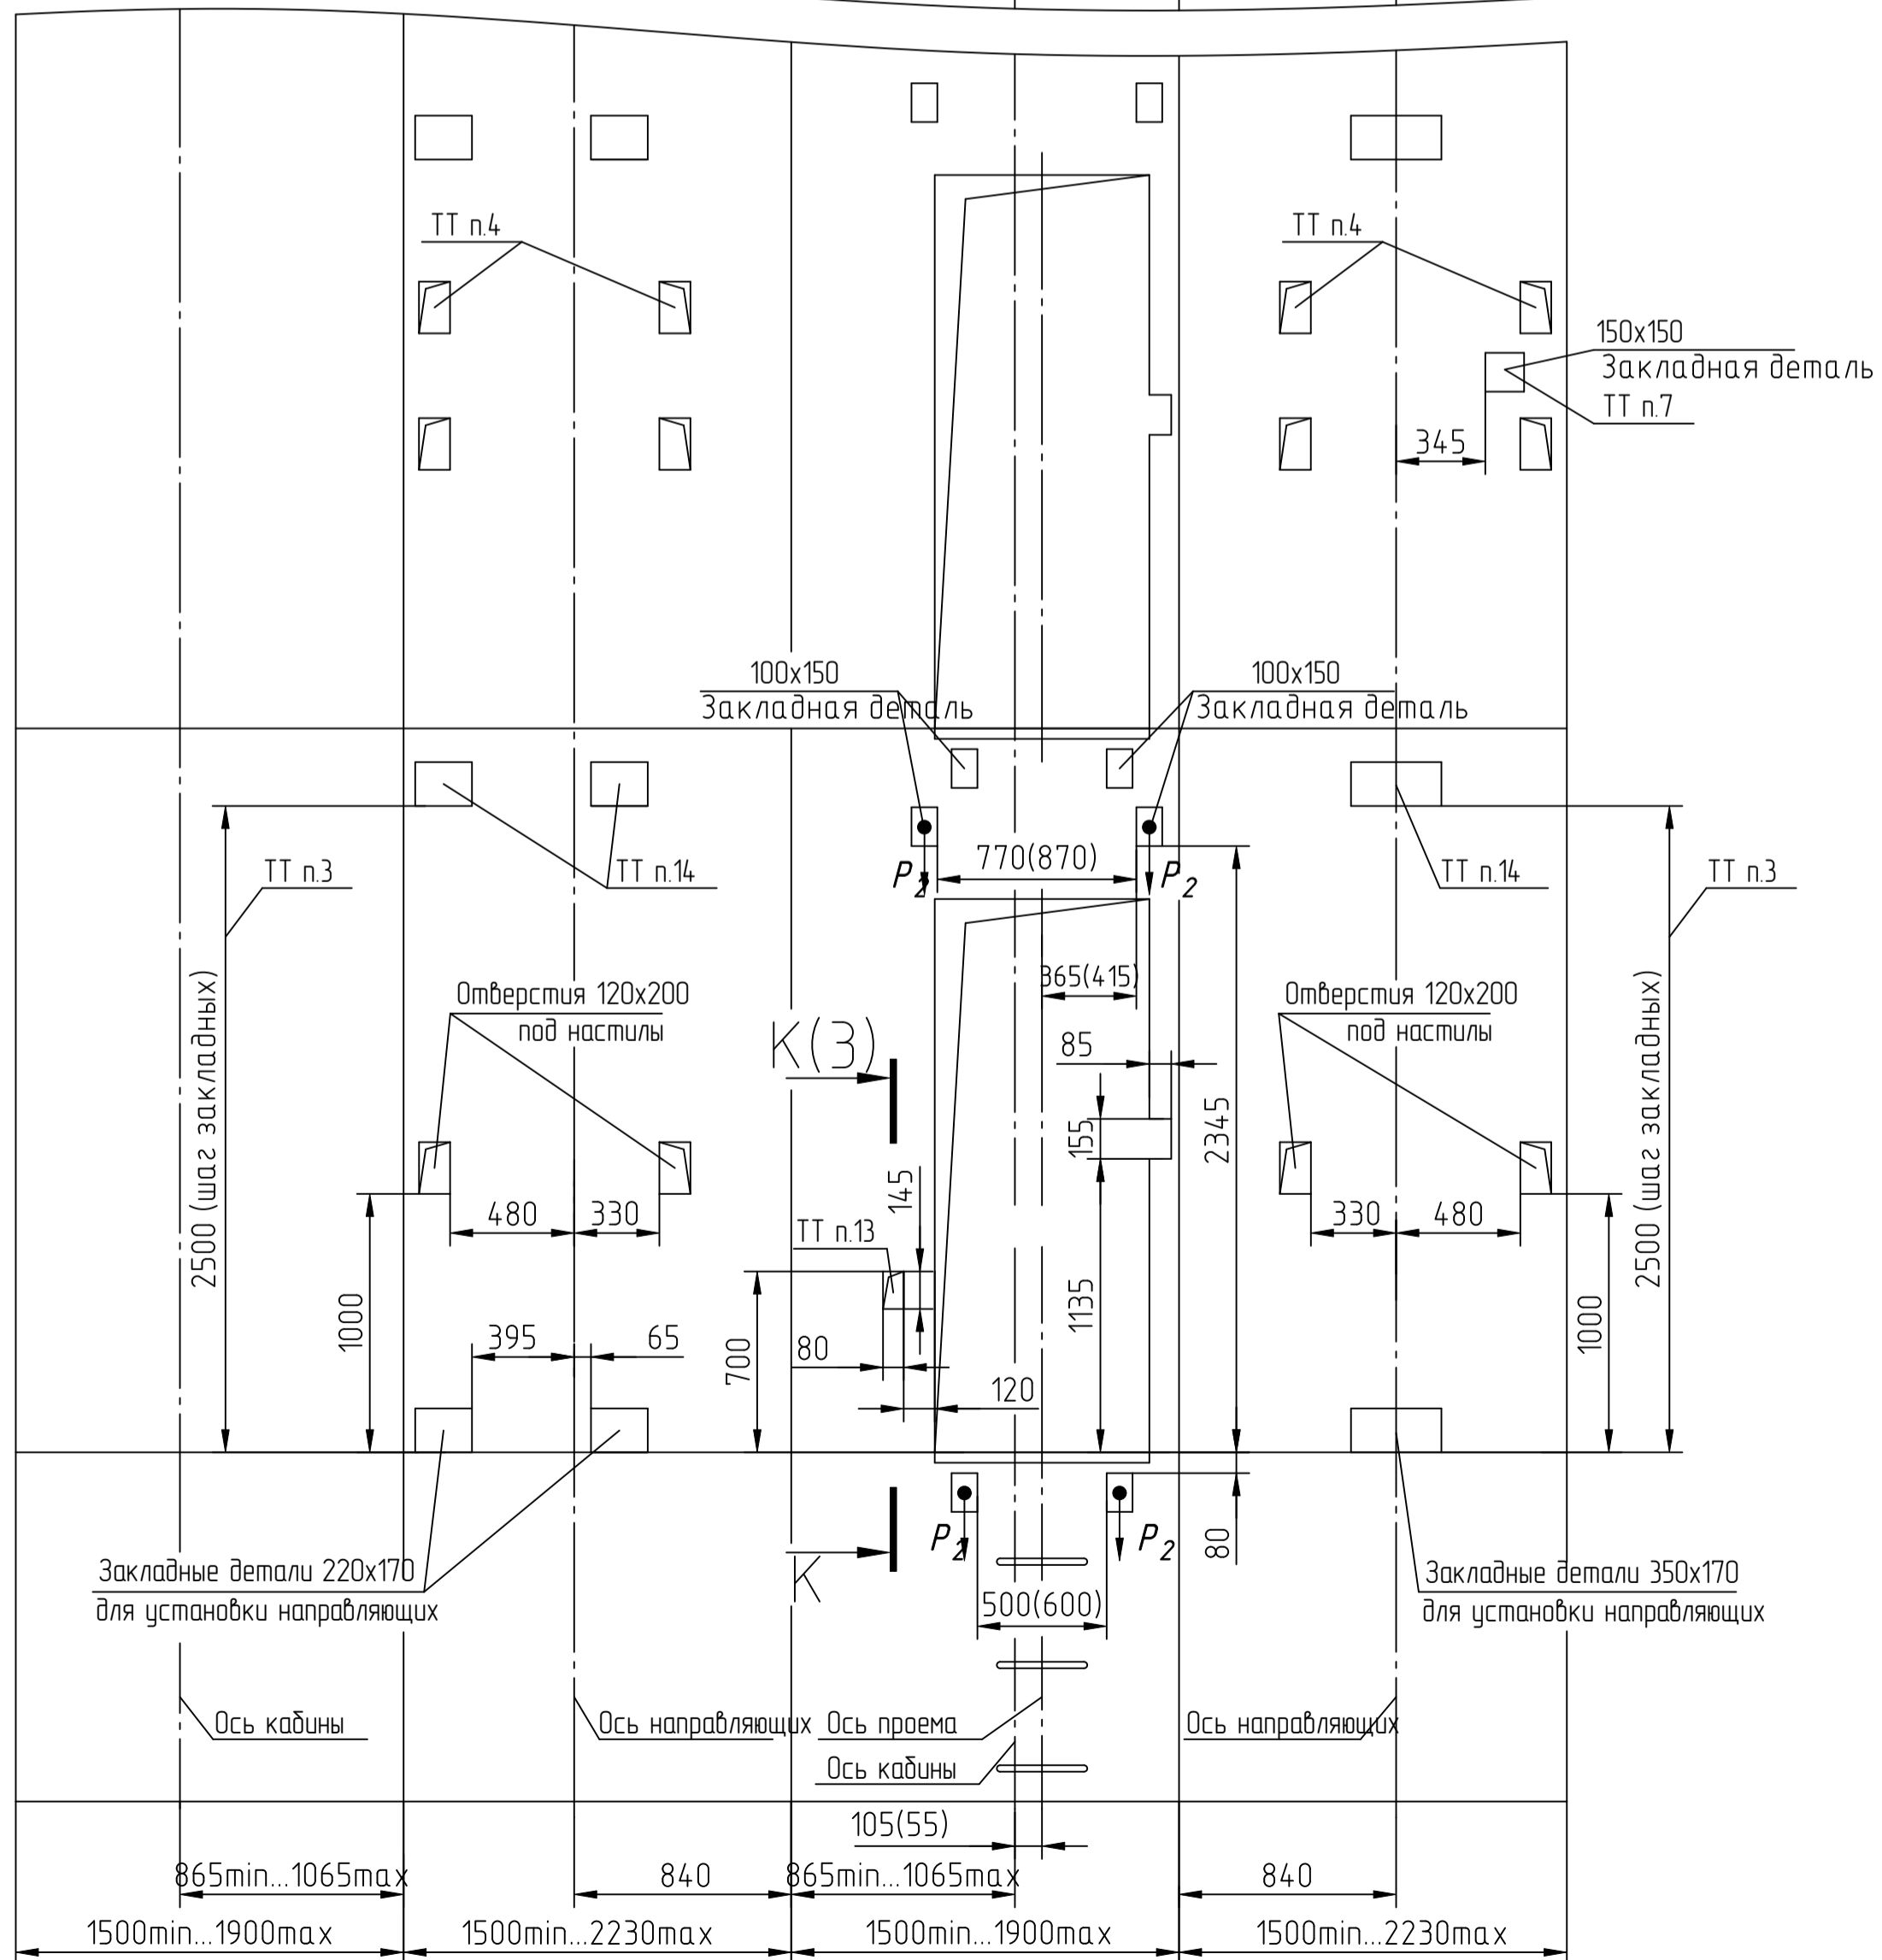 ТТ п.4
ТТ п.4
150х150
Закладная деталь
ТТ п.7
345
100х150
Закладная деталь
100х150
Закладная деталь
ТТ п.3
ТТ п.14
P2
770(870)
P2
ТТ п.14
ТТ п.3
2500 (шаг закладных)
Отверстия 120х200
под настилы
365(415)
Отверстия 120х200
под настилы
2500 (шаг закладных)
К(3)
85
155
2345
145
480
330
ТТ п.13
330
480
1000
395
65
700
80
1135
1000
120
80
P2
P2
К
Закладные детали 220х170
для установки направляющих
500(600)
Закладные детали 350х170
для установки направляющих
Ось кабины
Ось направляющих
Ось проема
Ось направляющих
Ось кабины
105(55)
865min...1065max
840
865min...1065max
840
1500min...1900max
1500min...2230max
1500min...1900max
1500min...2230max